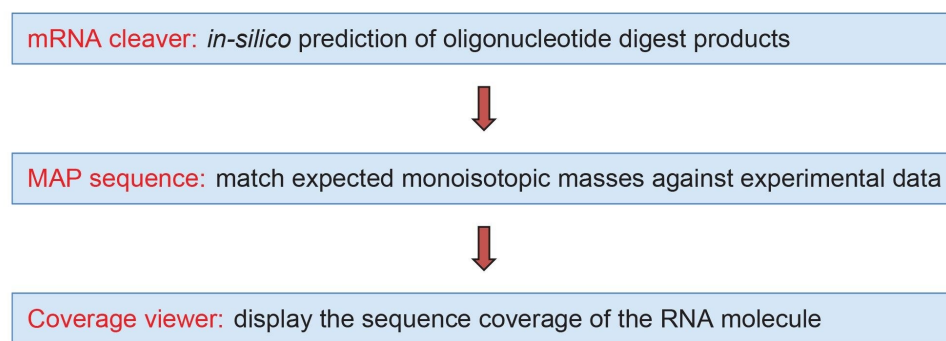 mRNA cleaver: in-silico prediction of oligonucleotide digest products
MAP sequence: match expected monoisotopic masses against experimental data
Coverage viewer: display the sequence coverage of the RNA molecule